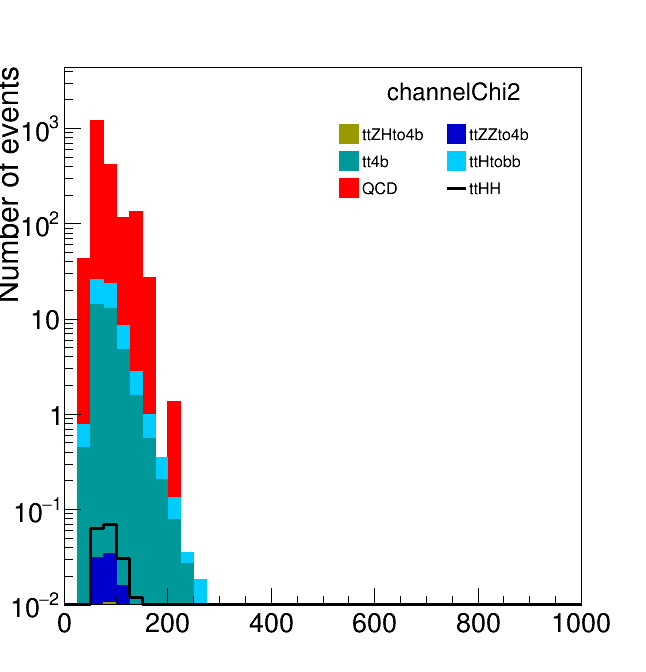 channelChi2
ttZHto4b ttZZto4b
tt4b ttHtobb
QCD ttHH
Number of events
10³
10²
10
1
10⁻¹
10⁻²
0 200 400 600 800 1000